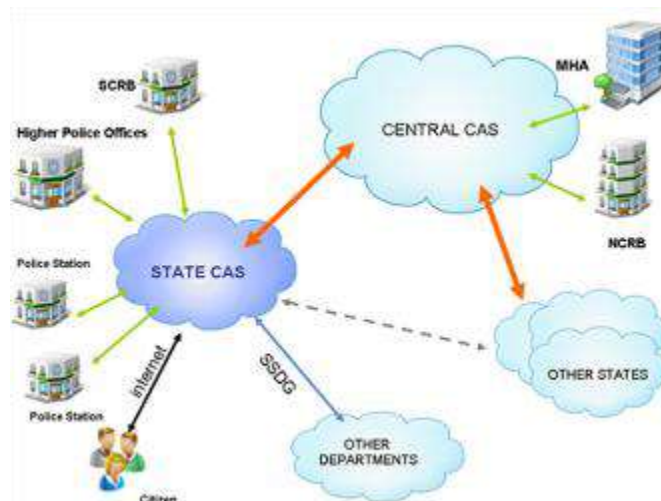 SCRB
MHA
Higher Police Offices
CENTRAL CAS
NCRB
Police Station
STATE CAS
Police Station
internet
SSDG
OTHER STATES
OTHER
DEPARTMENTS
Citizen